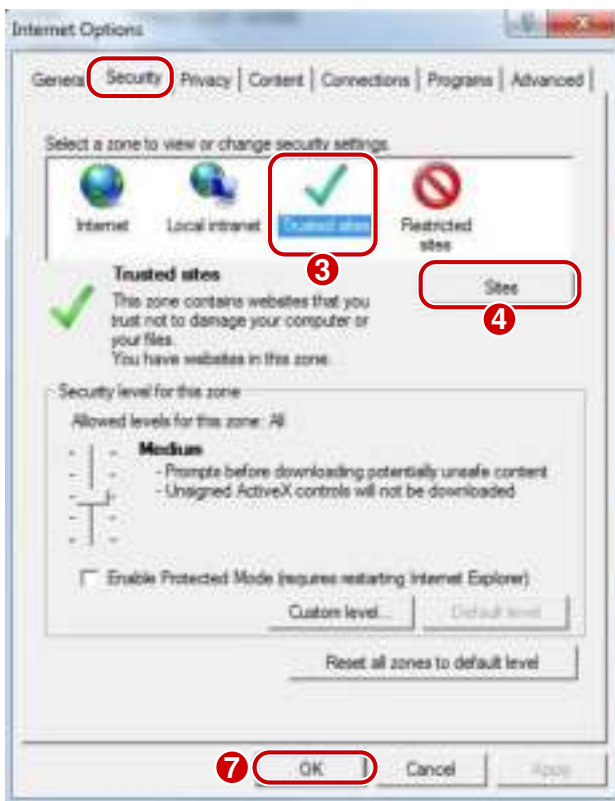 Internet Options
General Security Privacy Content Connections Programs Advanced
Select a zone to view or change security settings.
Internet Local intranet Trusted sites Restricted sites
3
Trusted sites
Sites
This zone contains websites that you
4
trust not to damage your computer or
your files.
You have websites in this zone.
Security level for this zone
Allowed levels for this zone: All
Medium
- Prompts before downloading potentially unsafe content
- Unsigned ActiveX controls will not be downloaded
Enable Protected Mode (requires restarting Internet Explorer)
Custom level... Default level
Reset all zones to default level
7 OK Cancel Apply